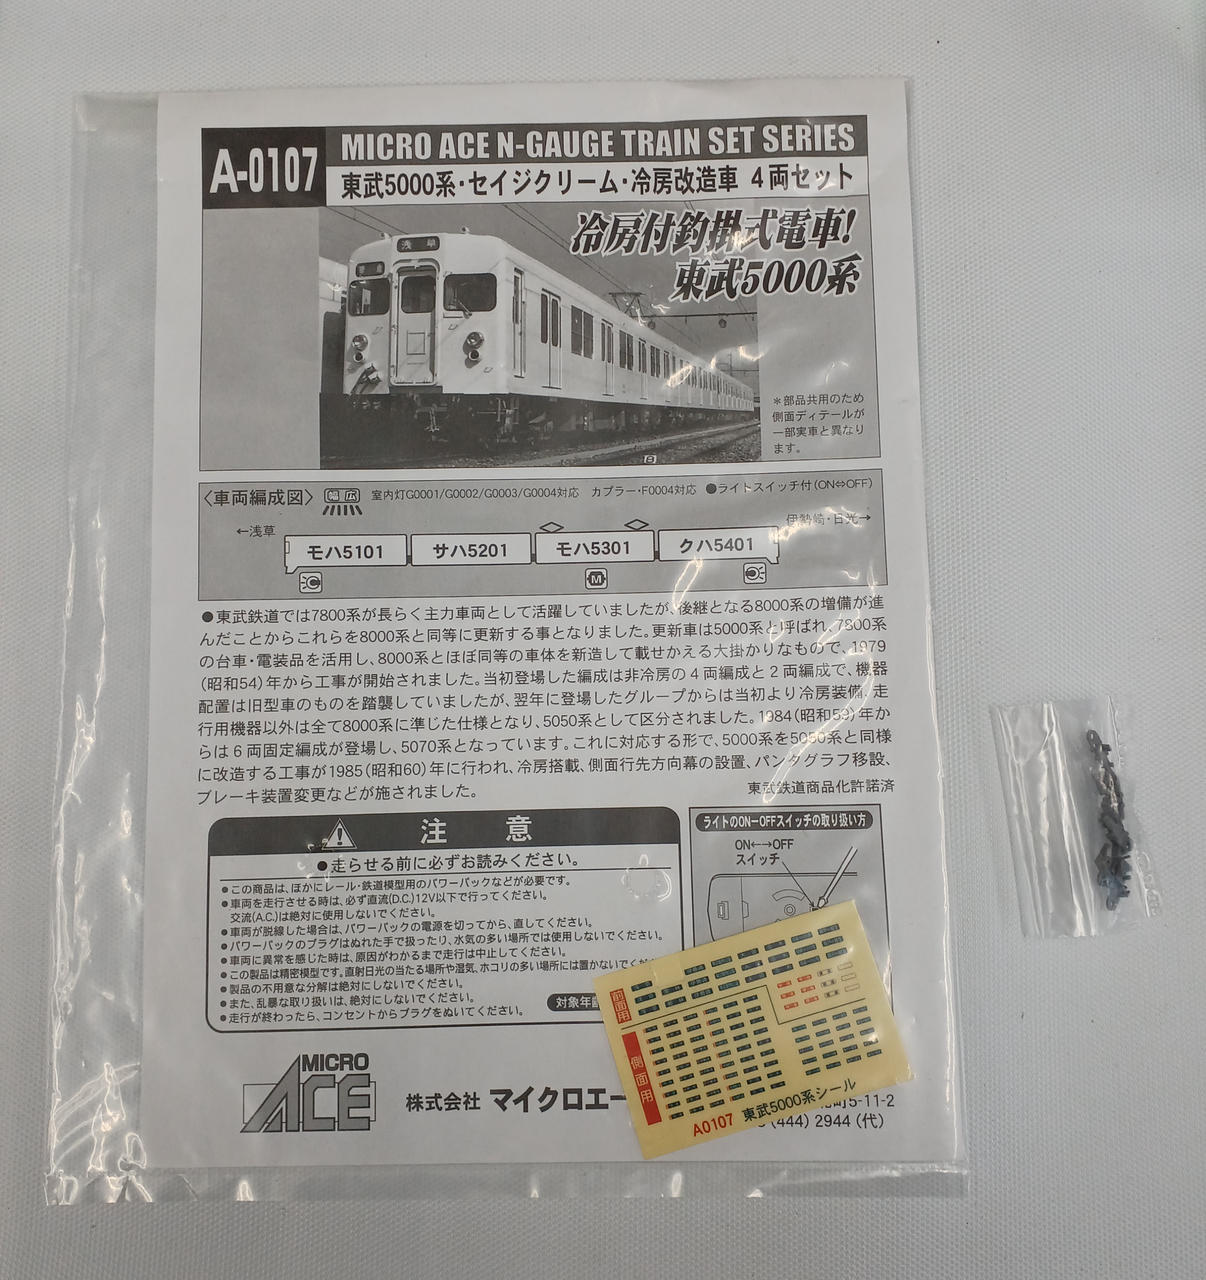 A-0107
MICRO ACE N-GAUGE TRAIN SET SERIES
東武5000系・セイジクリーム・冷房改造車 4両セット
冷房付釣掛式電車!
東武5000系
浅草
＊部品共用のため
側面ディテールが
一部実車と異なり
ます。
〈車両編成図〉 室内灯G0001/G0002/G0003/G0004対応 カプラー・F0004対応 ●ライトスイッチ付(ON⇔OFF)
←浅草
伊勢崎・日光→
モハ5101 サハ5201 モハ5301 クハ5401
M
●東武鉄道では7800系が長らく主力車両として活躍していましたが、後継となる8000系の増備が進
んだことからこれらを8000系と同等に更新する事となりました。更新車は5000系と呼ばれ、7800系
の台車・電装品を活用し、8000系とほぼ同等の車体を新造して載せかえる大掛かりなもので、1979
(昭和54)年から工事が開始されました。当初登場した編成は非冷房の4両編成と2両編成で、機器
配置は旧型車のものを踏襲していましたが、翌年に登場したグループからは当初より冷房装備、走
行用機器以外は全て8000系に準じた仕様となり、5050系として区分されました。1984(昭和59)年か
らは6両固定編成が登場し、5070系となっています。これに対応する形で、5000系を5050系と同様
に改造する工事が1985(昭和60)年に行われ、冷房搭載、側面行先方向幕の設置、パンタグラフ移設、
ブレーキ装置変更などが施されました。
東武鉄道商品化許諾済
注意
●走らせる前に必ずお読みください。
●この商品は、ほかにレール・鉄道模型用のパワーパックなどが必要です。
●車両を走行させる時は、必ず直流(D.C.)12V以下で行ってください。
交流(A.C.)は絶対に使用しないでください。
●車両が脱線した場合は、パワーパックの電源を切ってから、直してください。
●パワーパックのプラグはぬれた手で扱ったり、水気の多い場所では使用しないでください。
●車両に異常を感じた時は、原因がわかるまで走行は中止してください。
●この製品は精密模型です。直射日光の当たる場所や湿気、ホコリの多い場所には置かないでくだ
●製品の不用意な分解は絶対にしないでください。
●また、乱暴な取り扱いは、絶対にしないでください。
●走行が終わったら、コンセントからプラグをぬいてください。
対象年齢
ライトのON－OFFスイッチの取り扱い方
ON←→OFF
スイッチ
MICRO
ACE
株式会社 マイクロエー
町5-11-2
(444) 2944 (代)
前面用
側面用
A0107 東武5000系シール